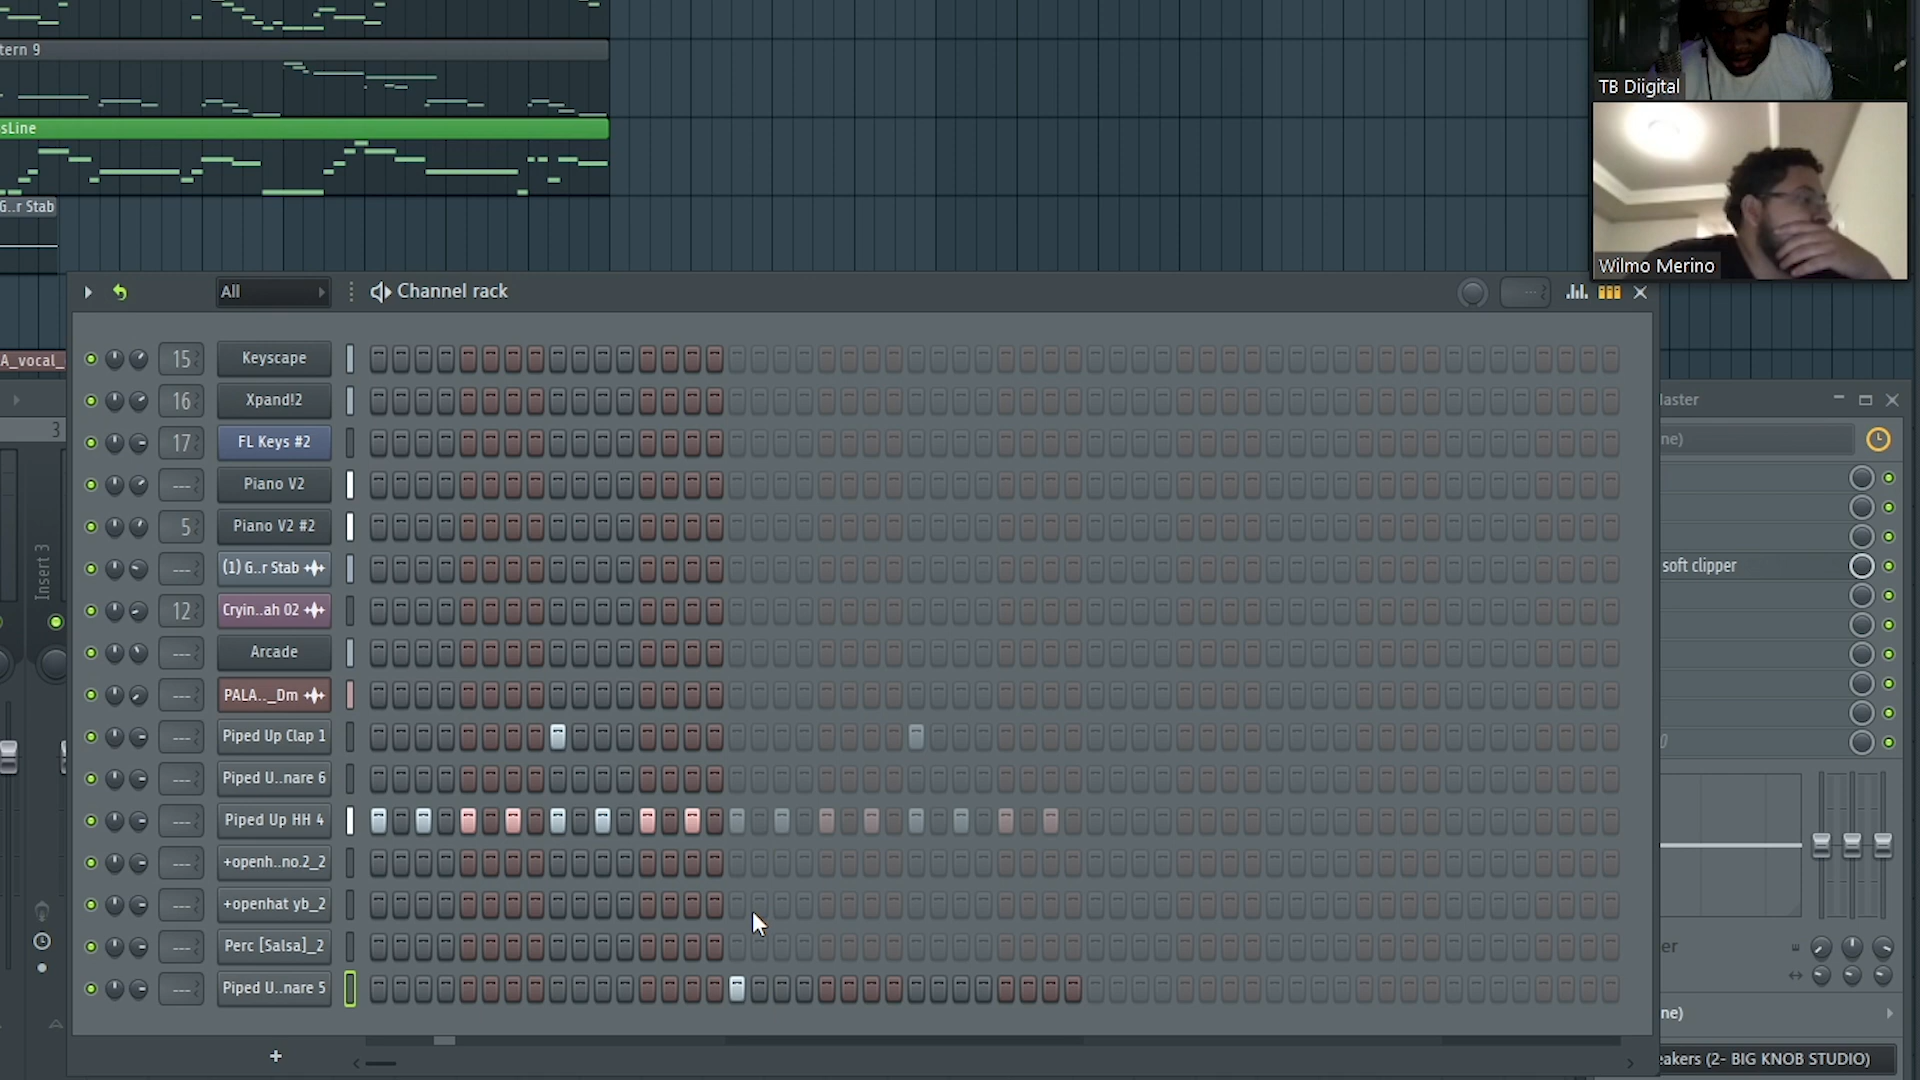 tern 9
sLine
G..r Stab
A_vocal_
TB Diigital
Wilmo Merino
All
Channel rack
15 Keyscape
16 Xpand!2
17 FL Keys #2
--- Piano V2
5 Piano V2 #2
--- (1) G..r Stab
12 Cryin..ah 02
--- Arcade
--- PALA.._Dm
--- Piped Up Clap 1
--- Piped U..nare 6
--- Piped Up HH 4
--- +openh..no.2_2
--- +openhat yb_2
--- Perc [Salsa]_2
--- Piped U..nare 5
+
3
Insert 3
laster
ne)
soft clipper
er
ne)
eakers (2- BIG KNOB STUDIO)